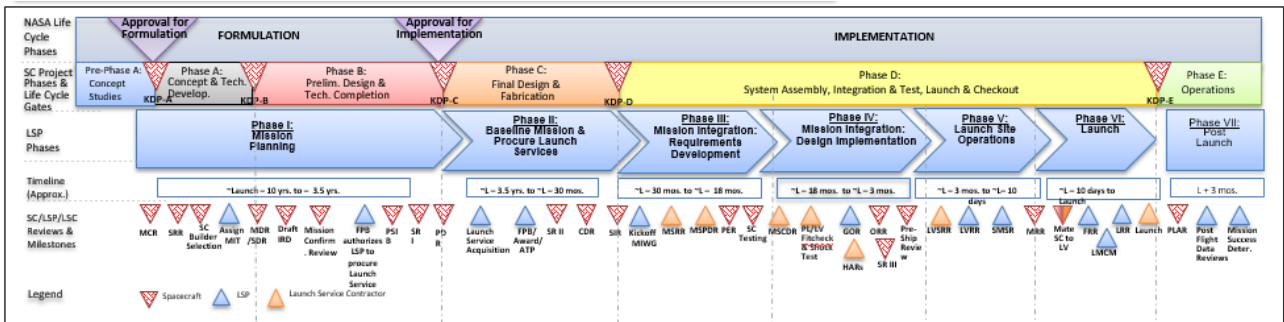 NASA Life
Cycle
Phases
Approval for
Formulation
FORMULATION
Approval for
Implementation
IMPLEMENTATION
SC Project
Phases &
Life Cycle
Gates
Pre-Phase A:
Concept
Studies
KDP-A
Phase A:
Concept & Tech.
Develop.
KDP-B
Phase B:
Prelim. Design &
Tech. Completion
KDP-C
Phase C:
Final Design &
Fabrication
KDP-D
Phase D:
System Assembly, Integration & Test, Launch & Checkout
KDP-E
Phase E:
Operations
LSP
Phases
Phase I:
Mission
Planning
Phase II:
Baseline Mission &
Procure Launch
Services
Phase III:
Mission Integration:
Requirements
Development
Phase IV:
Mission Integration:
Design Implementation
Phase V:
Launch Site
Operations
Phase VI:
Launch
Phase VII:
Post
Launch
Timeline
(Approx.)
~Launch – 10 yrs. to ~ 3.5 yrs.
~L – 3.5 yrs. to ~L – 30 mos.
~L – 30 mos. to ~L – 18 mos.
~L – 18 mos. to ~L – 3 mos.
~L – 3 mos. to ~L – 10
days
~L – 10 days to
Launch
L + 3 mos.
SC/LSP/LSC
Reviews &
Milestones
MCR
SRR
SC
Builder
Selection
Assign
MIT
MDR
/SDR
Draft
IRD
Mission
Confirm
. Review
FPB
authorizes
LSP to
procure
Launch
Service
PSI
B
SR
I
PD
R
Launch
Service
Acquisition
FPB/
Award/
ATP
SR II
CDR
SIR
Kickoff
MIWG
MSRR
MSPDR
PER
SC
Testing
MSCDR
PL/LV
Fitcheck
& Shock
Test
GOR
HARs
ORR
SR III
Pre-
Ship
Revie
w
LVSRR
LVRR
SMSR
MRR
Mate
SC to
LV
FRR
LMCM
LRR
Launch
PLAR
Post
Flight
Data
Reviews
Mission
Success
Deter.
Legend
Spacecraft
LSP
Launch Service Contractor